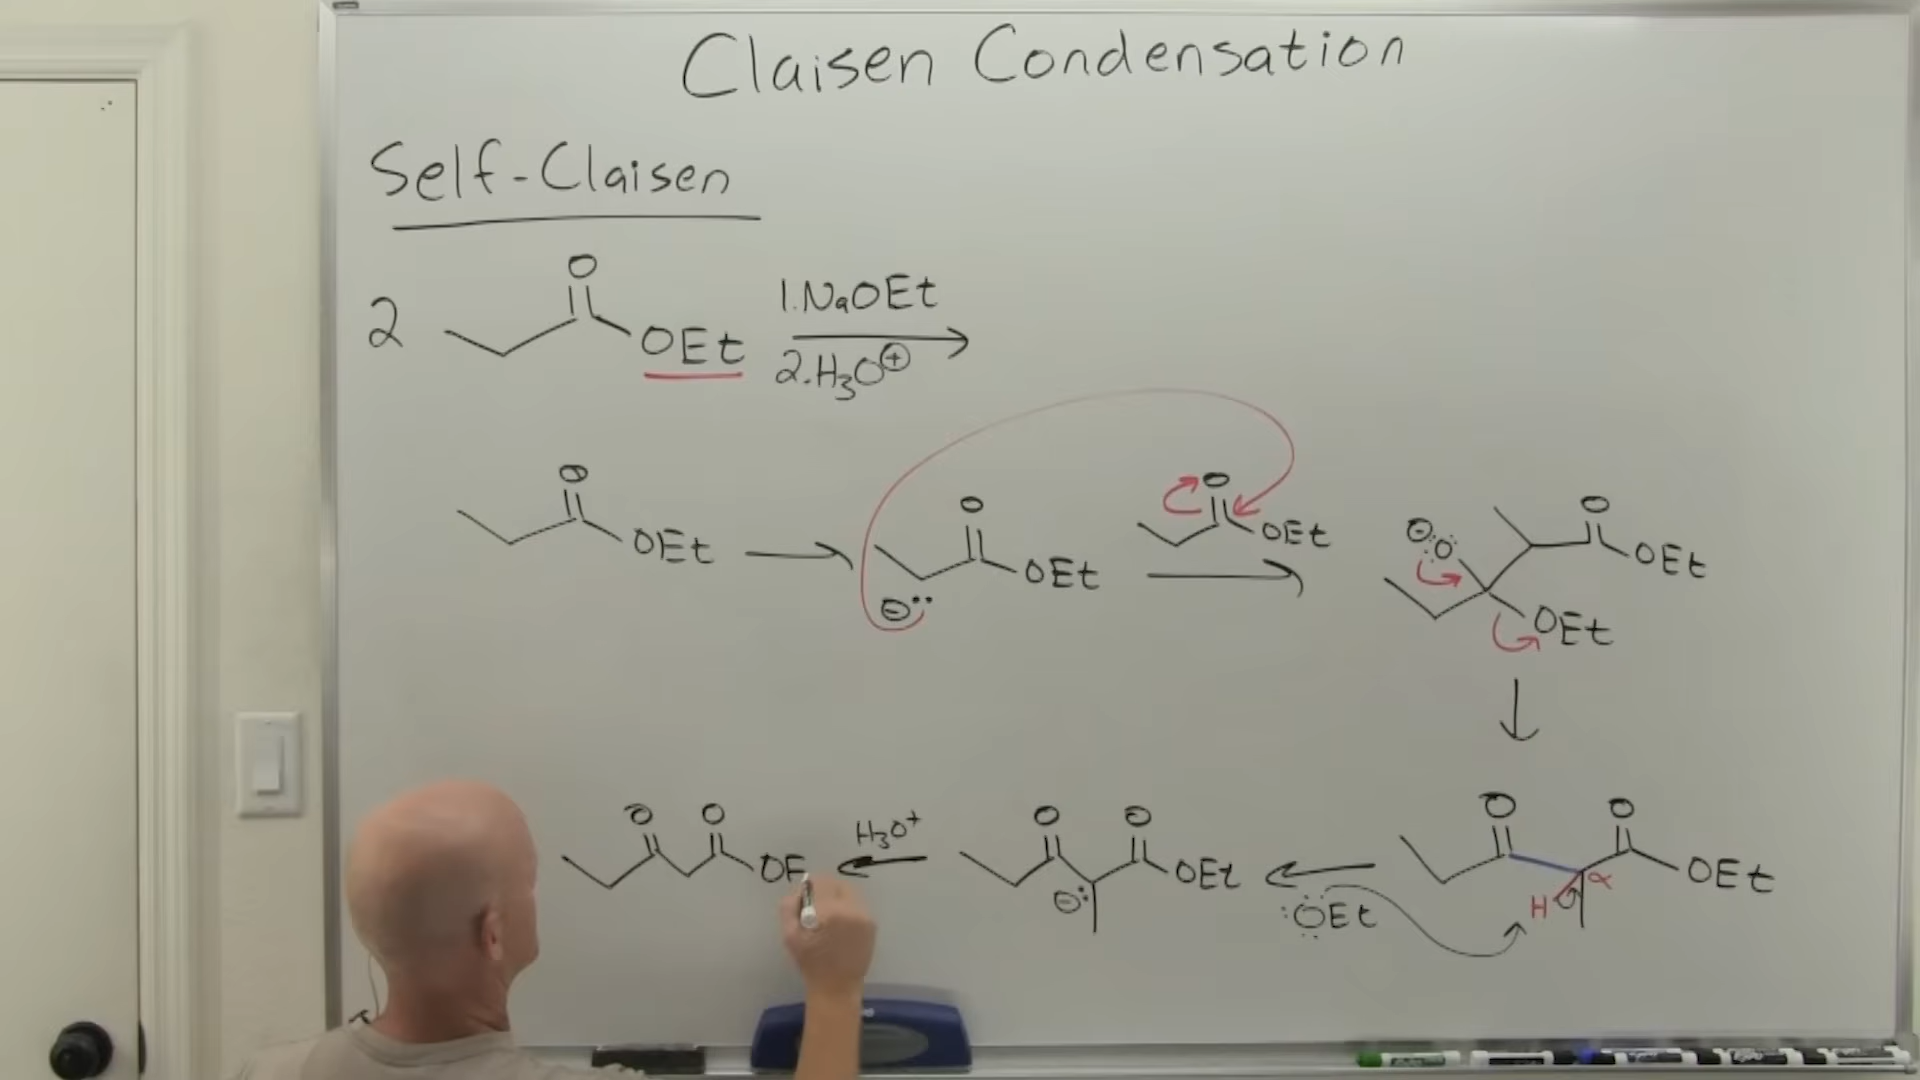 Claisen Condensation
Self-Claisen
2
O
OEt
1. NaOEt
2. H₃O⊕
O
OEt
O
OEt
⊖:
O
OEt
⊖
:O:
O
OEt
OEt
O
O
OE
H₃O⁺
O
O
OEt
⊖:
:OEt
O
O
OEt
α
H